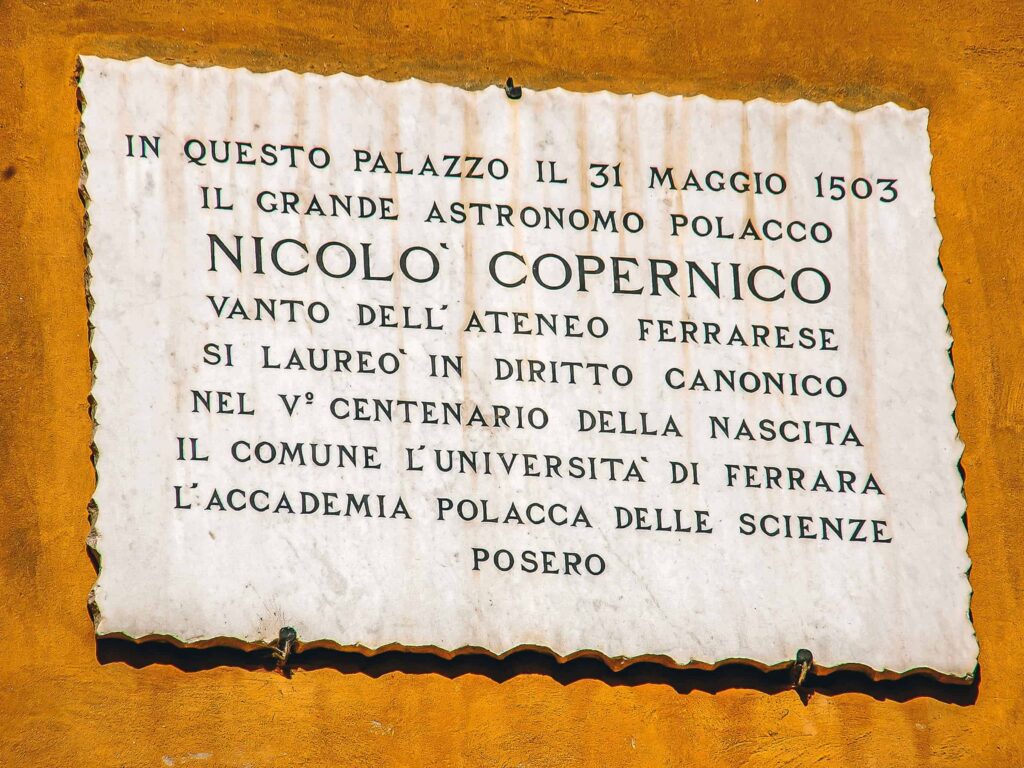 IN QUESTO PALAZZO IL 31 MAGGIO 1503
IL GRANDE ASTRONOMO POLACCO
NICOLO' COPERNICO
VANTO DELL'ATENEO FERRARESE
SI LAUREO' IN DIRITTO CANONICO
NEL Vº CENTENARIO DELLA NASCITA
IL COMUNE L'UNIVERSITA' DI FERRARA
L'ACCADEMIA POLACCA DELLE SCIENZE
POSERO